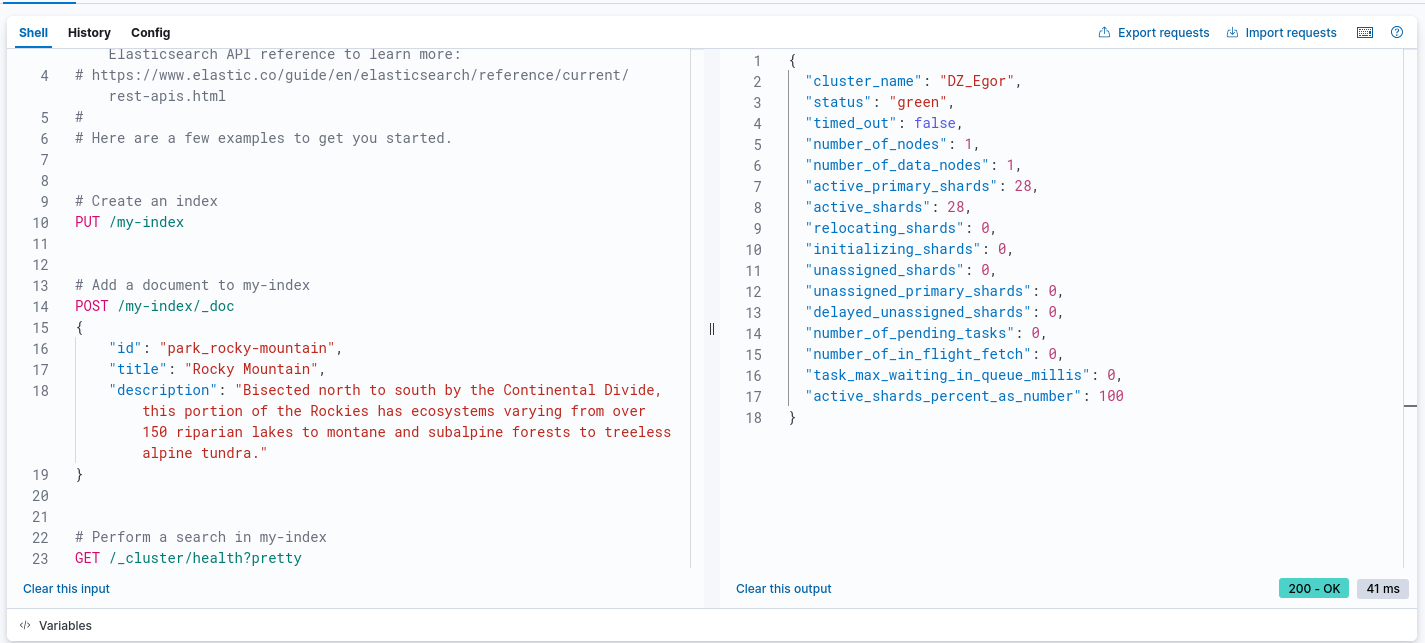 Shell History Config Export requests Import requests
Elasticsearch API reference to learn more:
4 # https://www.elastic.co/guide/en/elasticsearch/reference/current/
rest-apis.html
5 #
6 # Here are a few examples to get you started.
7
8
9 # Create an index
10 PUT /my-index
11
12
13 # Add a document to my-index
14 POST /my-index/_doc
15 {
16 "id": "park_rocky-mountain",
17 "title": "Rocky Mountain",
18 "description": "Bisected north to south by the Continental Divide,
this portion of the Rockies has ecosystems varying from over
150 riparian lakes to montane and subalpine forests to treeless
alpine tundra."
19 }
20
21
22 # Perform a search in my-index
23 GET /_cluster/health?pretty
Clear this input
1 {
2 "cluster_name": "DZ_Egor",
3 "status": "green",
4 "timed_out": false,
5 "number_of_nodes": 1,
6 "number_of_data_nodes": 1,
7 "active_primary_shards": 28,
8 "active_shards": 28,
9 "relocating_shards": 0,
10 "initializing_shards": 0,
11 "unassigned_shards": 0,
12 "unassigned_primary_shards": 0,
13 "delayed_unassigned_shards": 0,
14 "number_of_pending_tasks": 0,
15 "number_of_in_flight_fetch": 0,
16 "task_max_waiting_in_queue_millis": 0,
17 "active_shards_percent_as_number": 100
18 }
Clear this output 200 - OK 41 ms
</> Variables